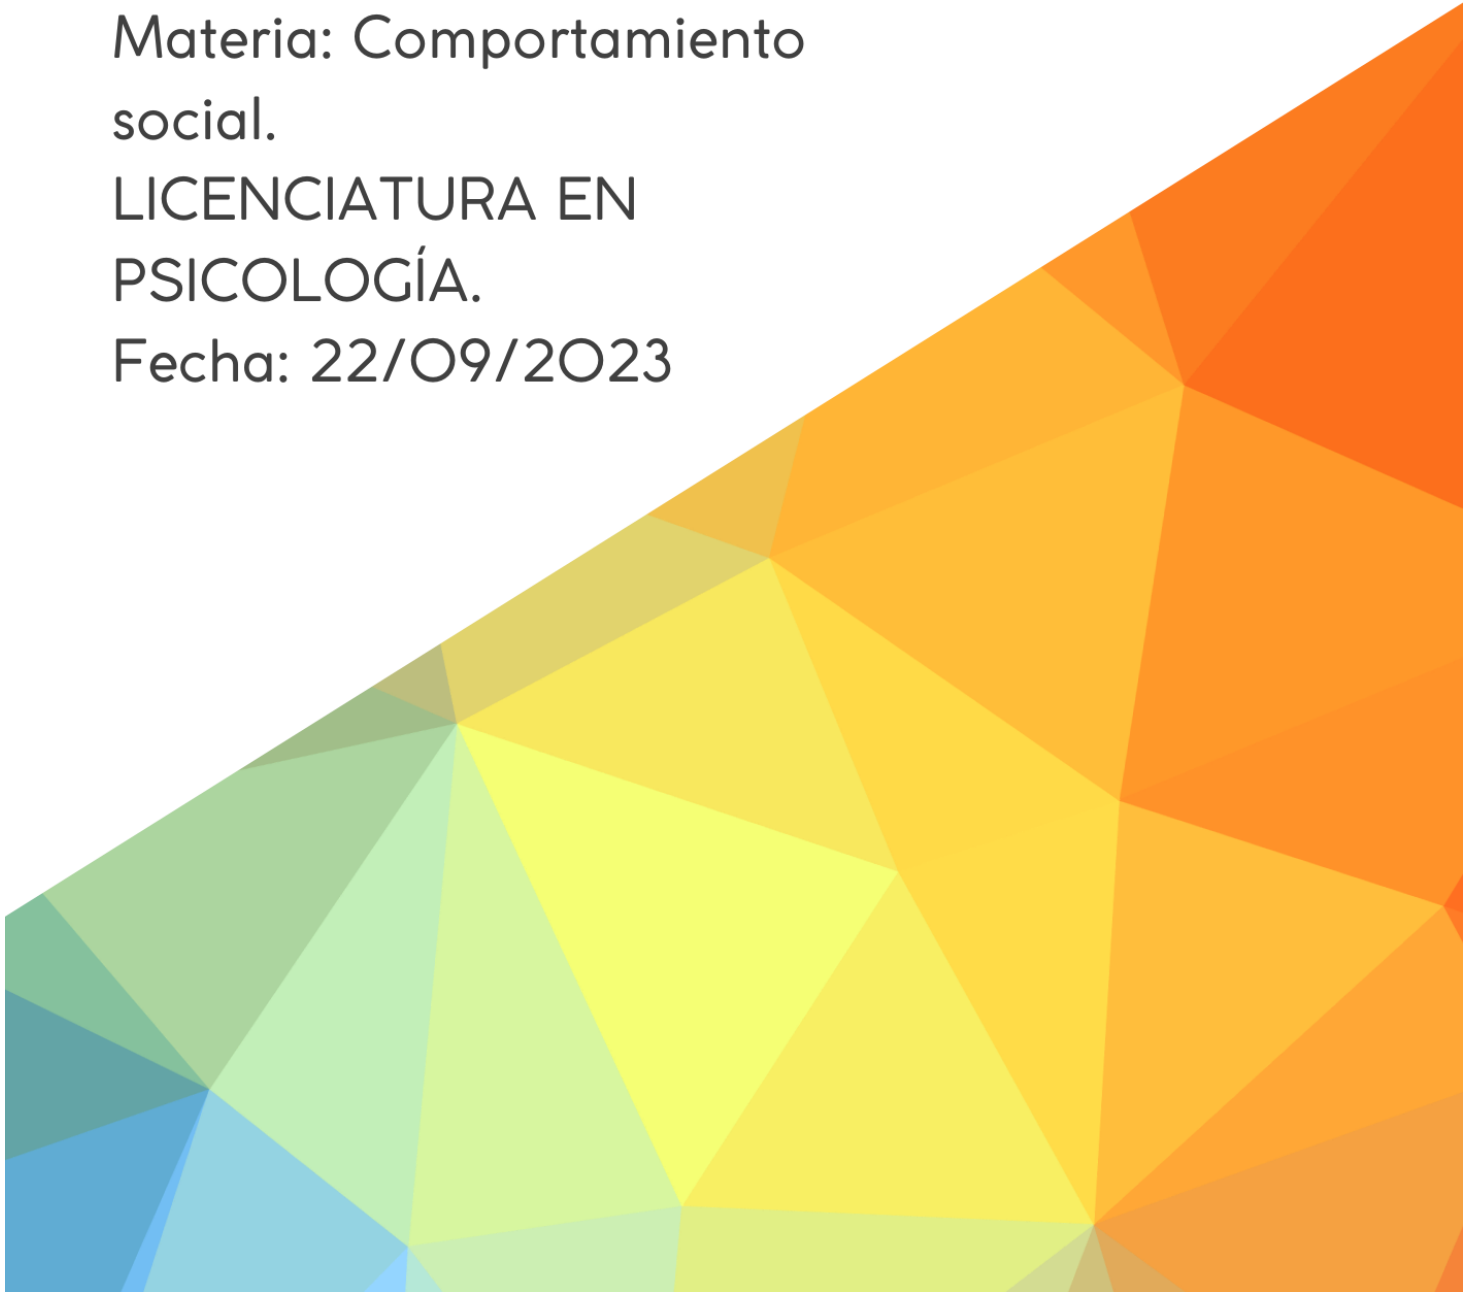 Materia: Comportamiento
social.
LICENCIATURA EN
PSICOLOGÍA.
Fecha: 22/09/2023